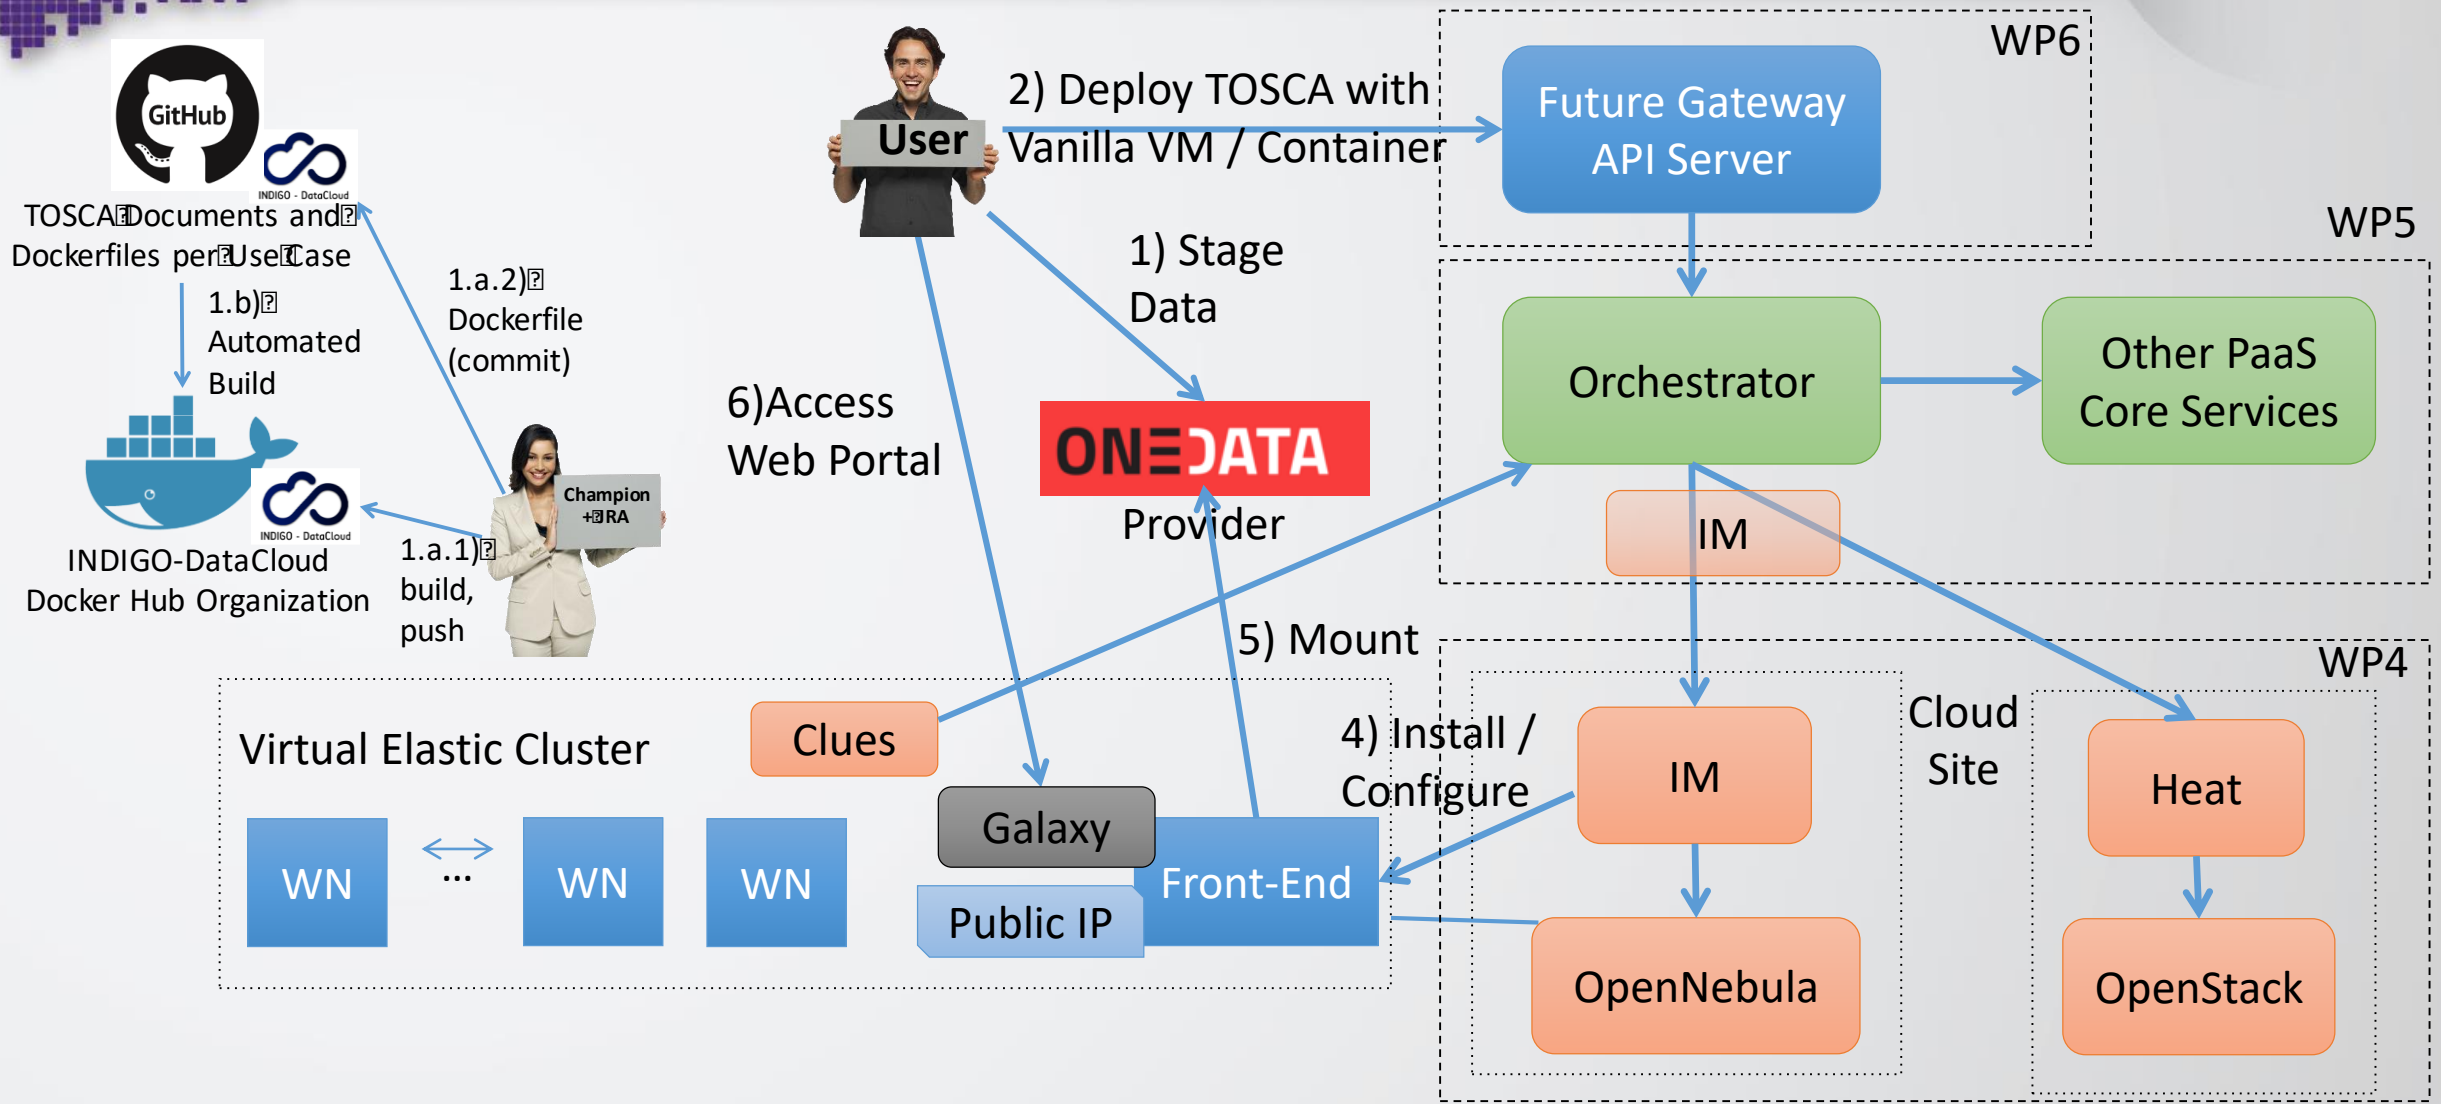 GitHub
INDIGO - DataCloud
TOSCA Documents and
Dockerfiles per Use Case
1.b)
Automated
Build
1.a.2)
Dockerfile
(commit)
INDIGO - DataCloud
INDIGO-DataCloud
Docker Hub Organization
1.a.1)
build,
push
Champion
+ JRA
User
2) Deploy TOSCA with
Vanilla VM / Container
1) Stage
Data
6)Access
Web Portal
ONEDATA
Provider
5) Mount
WP6
Future Gateway
API Server
WP5
Orchestrator
Other PaaS
Core Services
IM
WP4
Cloud
Site
4) Install /
Configure
IM
Heat
OpenNebula
OpenStack
Virtual Elastic Cluster
Clues
Galaxy
WN
...
WN
WN
Public IP
Front-End